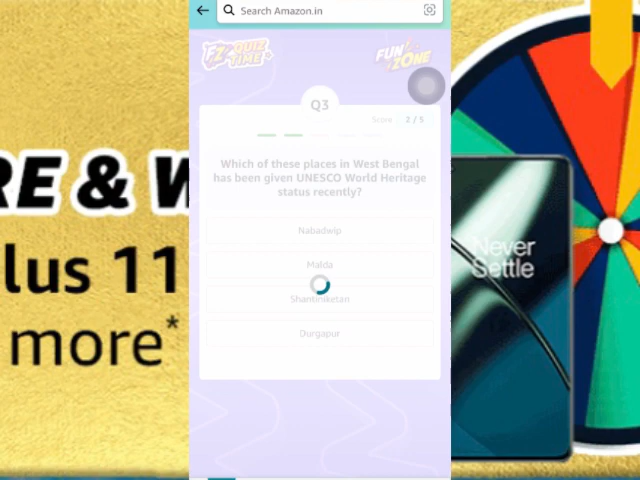 Search Amazon.in
FZ QUIZ
TIME
FUN
ZONE
Q3
Score 2 / 5
Which of these places in West Bengal
has been given UNESCO World Heritage
status recently?
Nabadwip
Malda
Shantiniketan
Durgapur
RE & W
lus 11
more*
Never
Settle